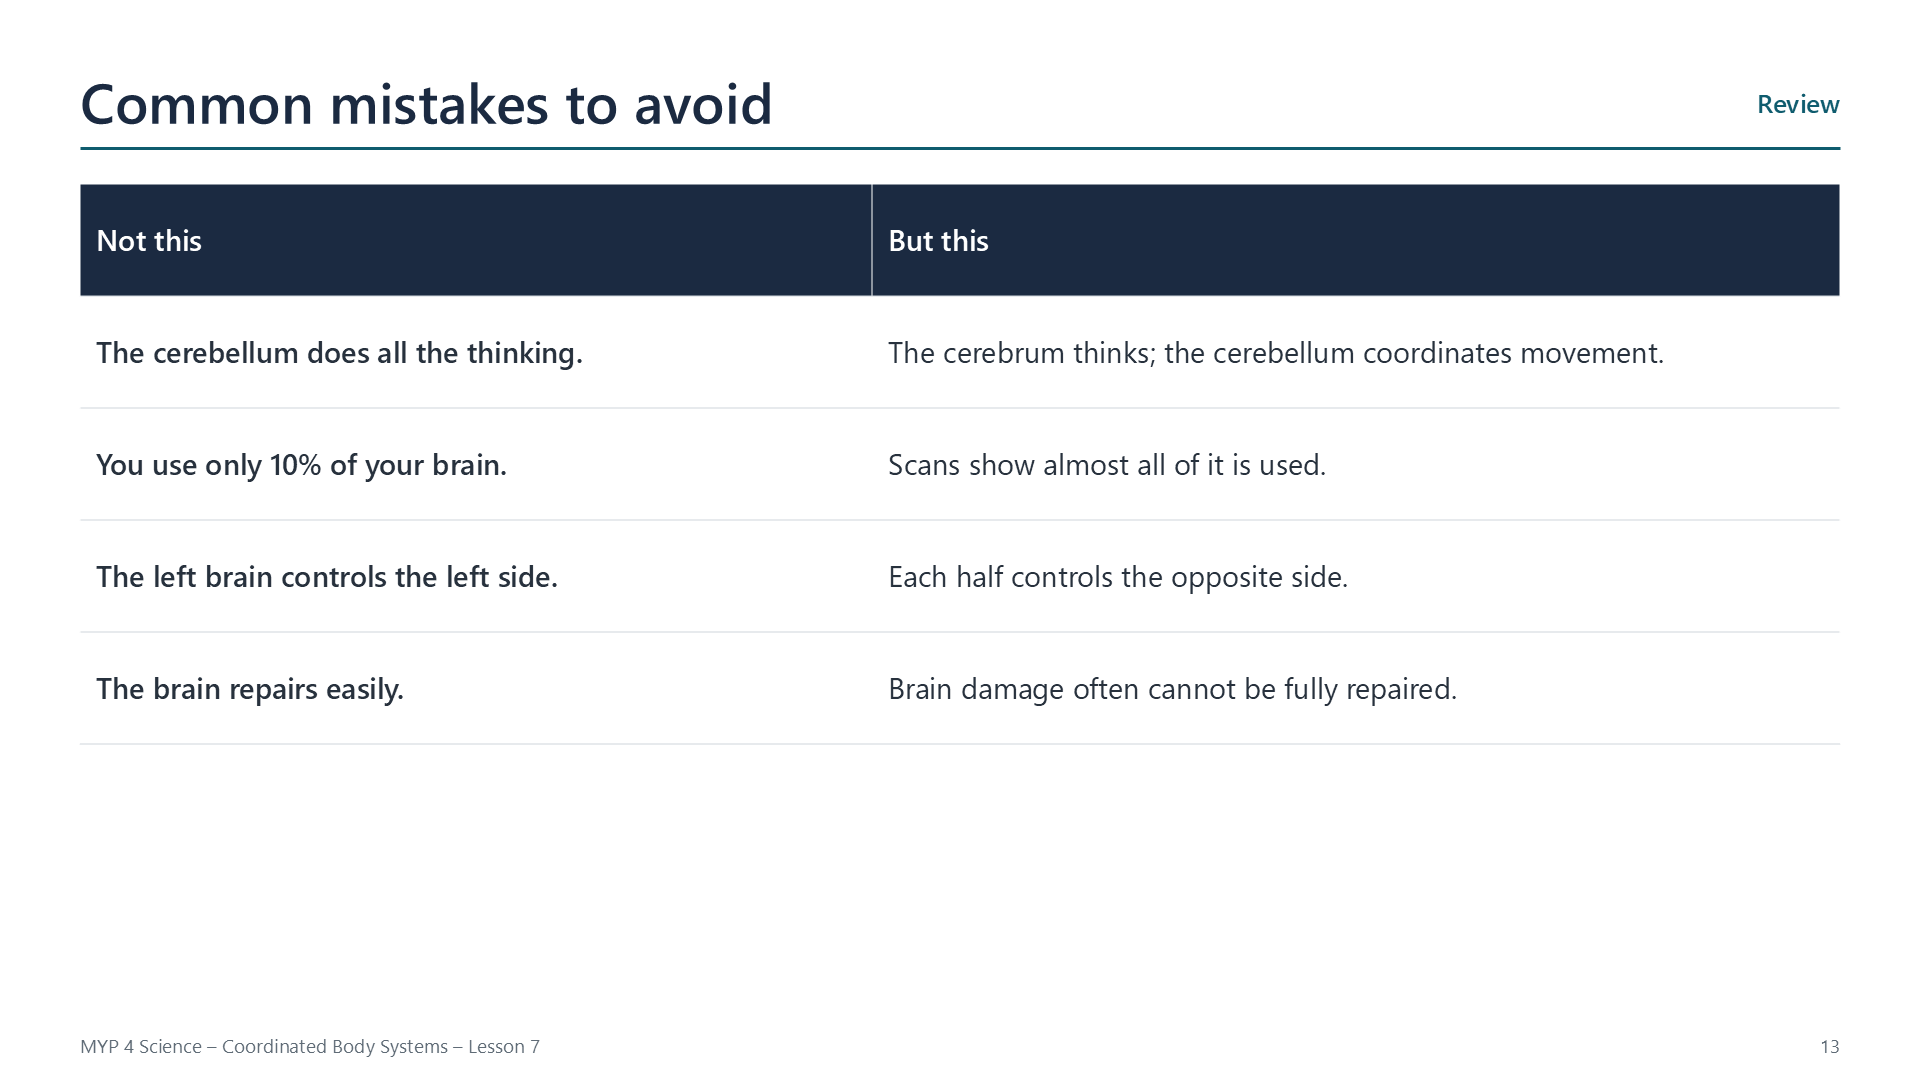 Common mistakes to avoid
Review
Not this
But this
The cerebellum does all the thinking.
The cerebrum thinks; the cerebellum coordinates movement.
You use only 10% of your brain.
Scans show almost all of it is used.
The left brain controls the left side.
Each half controls the opposite side.
The brain repairs easily.
Brain damage often cannot be fully repaired.
MYP 4 Science – Coordinated Body Systems – Lesson 7
13